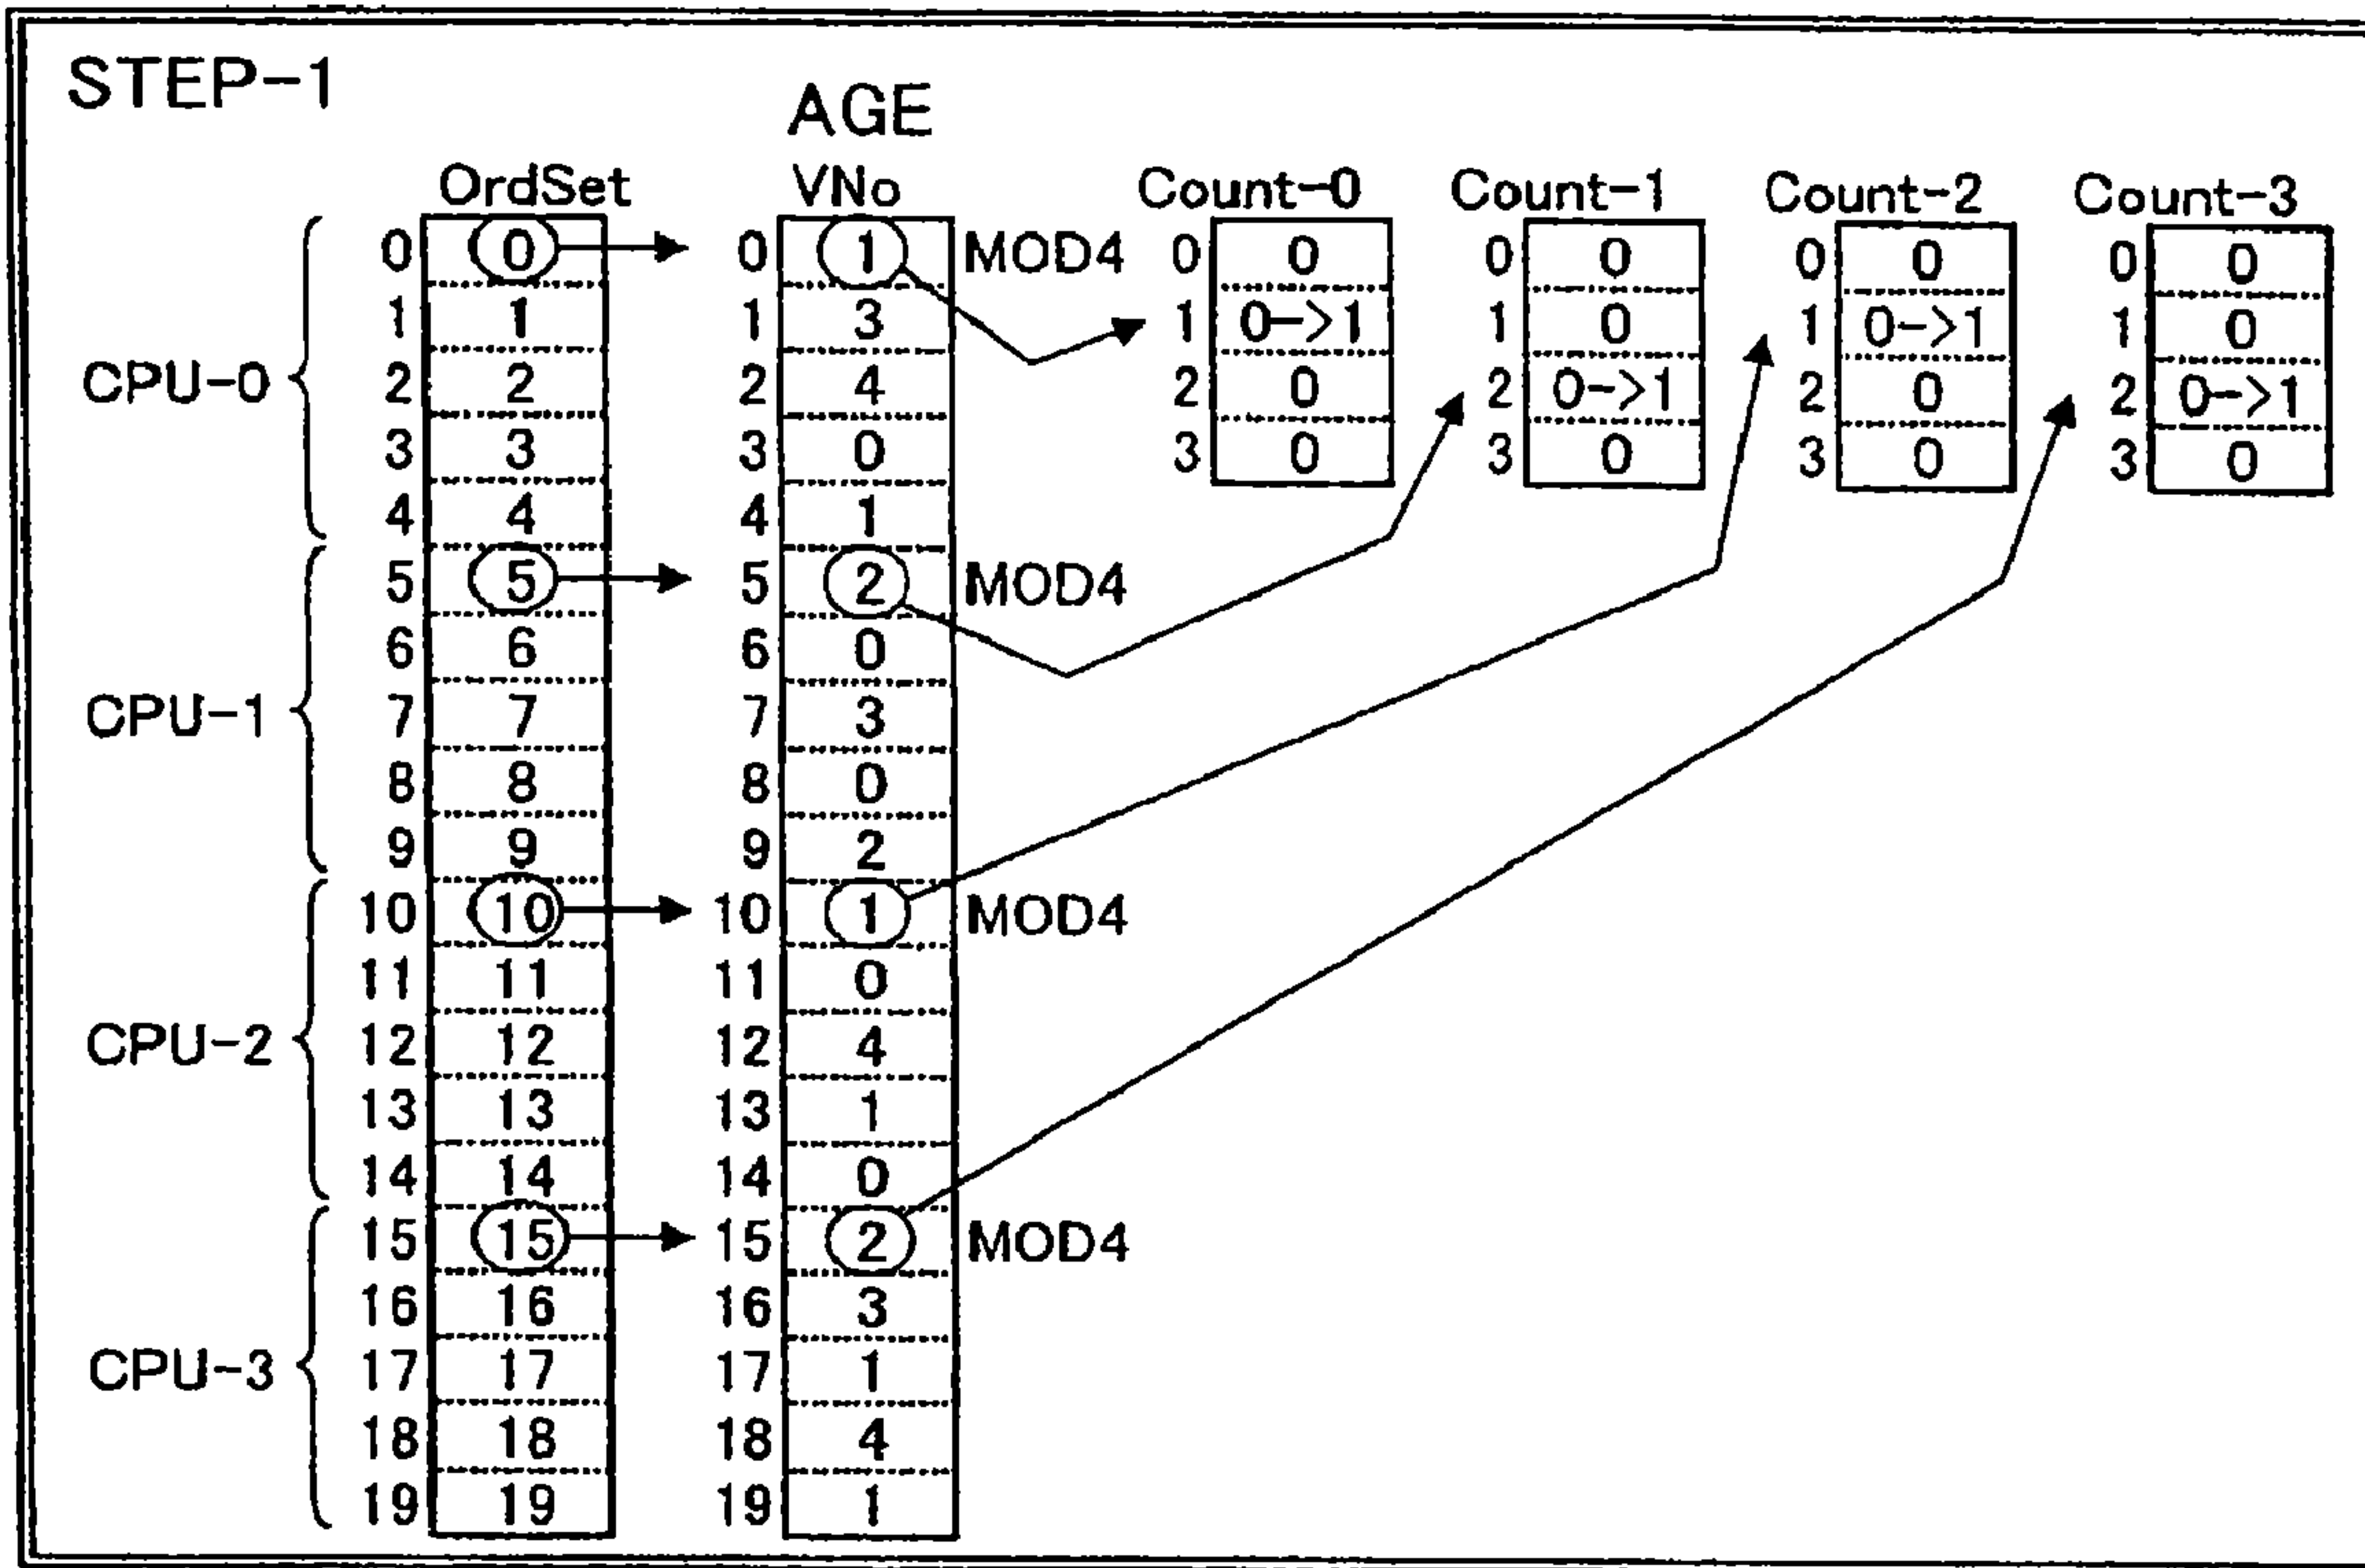 STEP-1
AGE
OrdSet VNo Count-0 Count-1 Count-2 Count-3
0 0 0 1 MOD4 0 0 0 0 0 0 0 0
1 1 1 3 1 0->1 1 0 1 0->1 1 0
CPU-0 2 2 2 4 2 0 2 0->1 2 0 2 0->1
3 3 3 0 3 0 3 0 3 0 3 0
4 4 4 1
5 5 5 2 MOD4
6 6 6 0
CPU-1 7 7 7 3
8 8 8 0
9 9 9 2
10 10 10 1 MOD4
11 11 11 0
CPU-2 12 12 12 4
13 13 13 1
14 14 14 0
15 15 15 2 MOD4
16 16 16 3
CPU-3 17 17 17 1
18 18 18 4
19 19 19 1